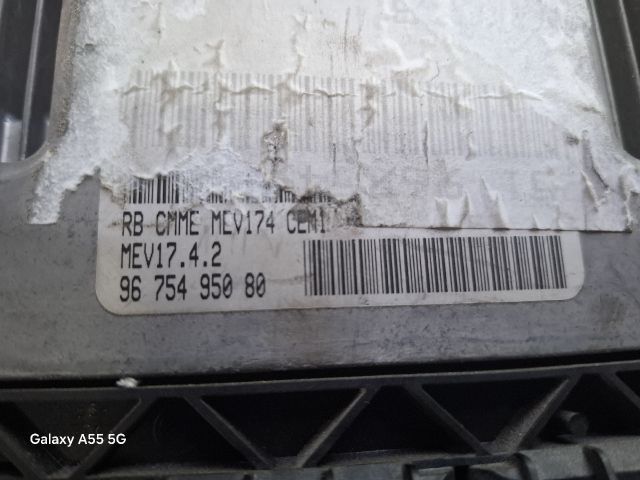 RB CMME MEV174 CEM1
MEV17.4.2
96 754 950 80
Galaxy A55 5G